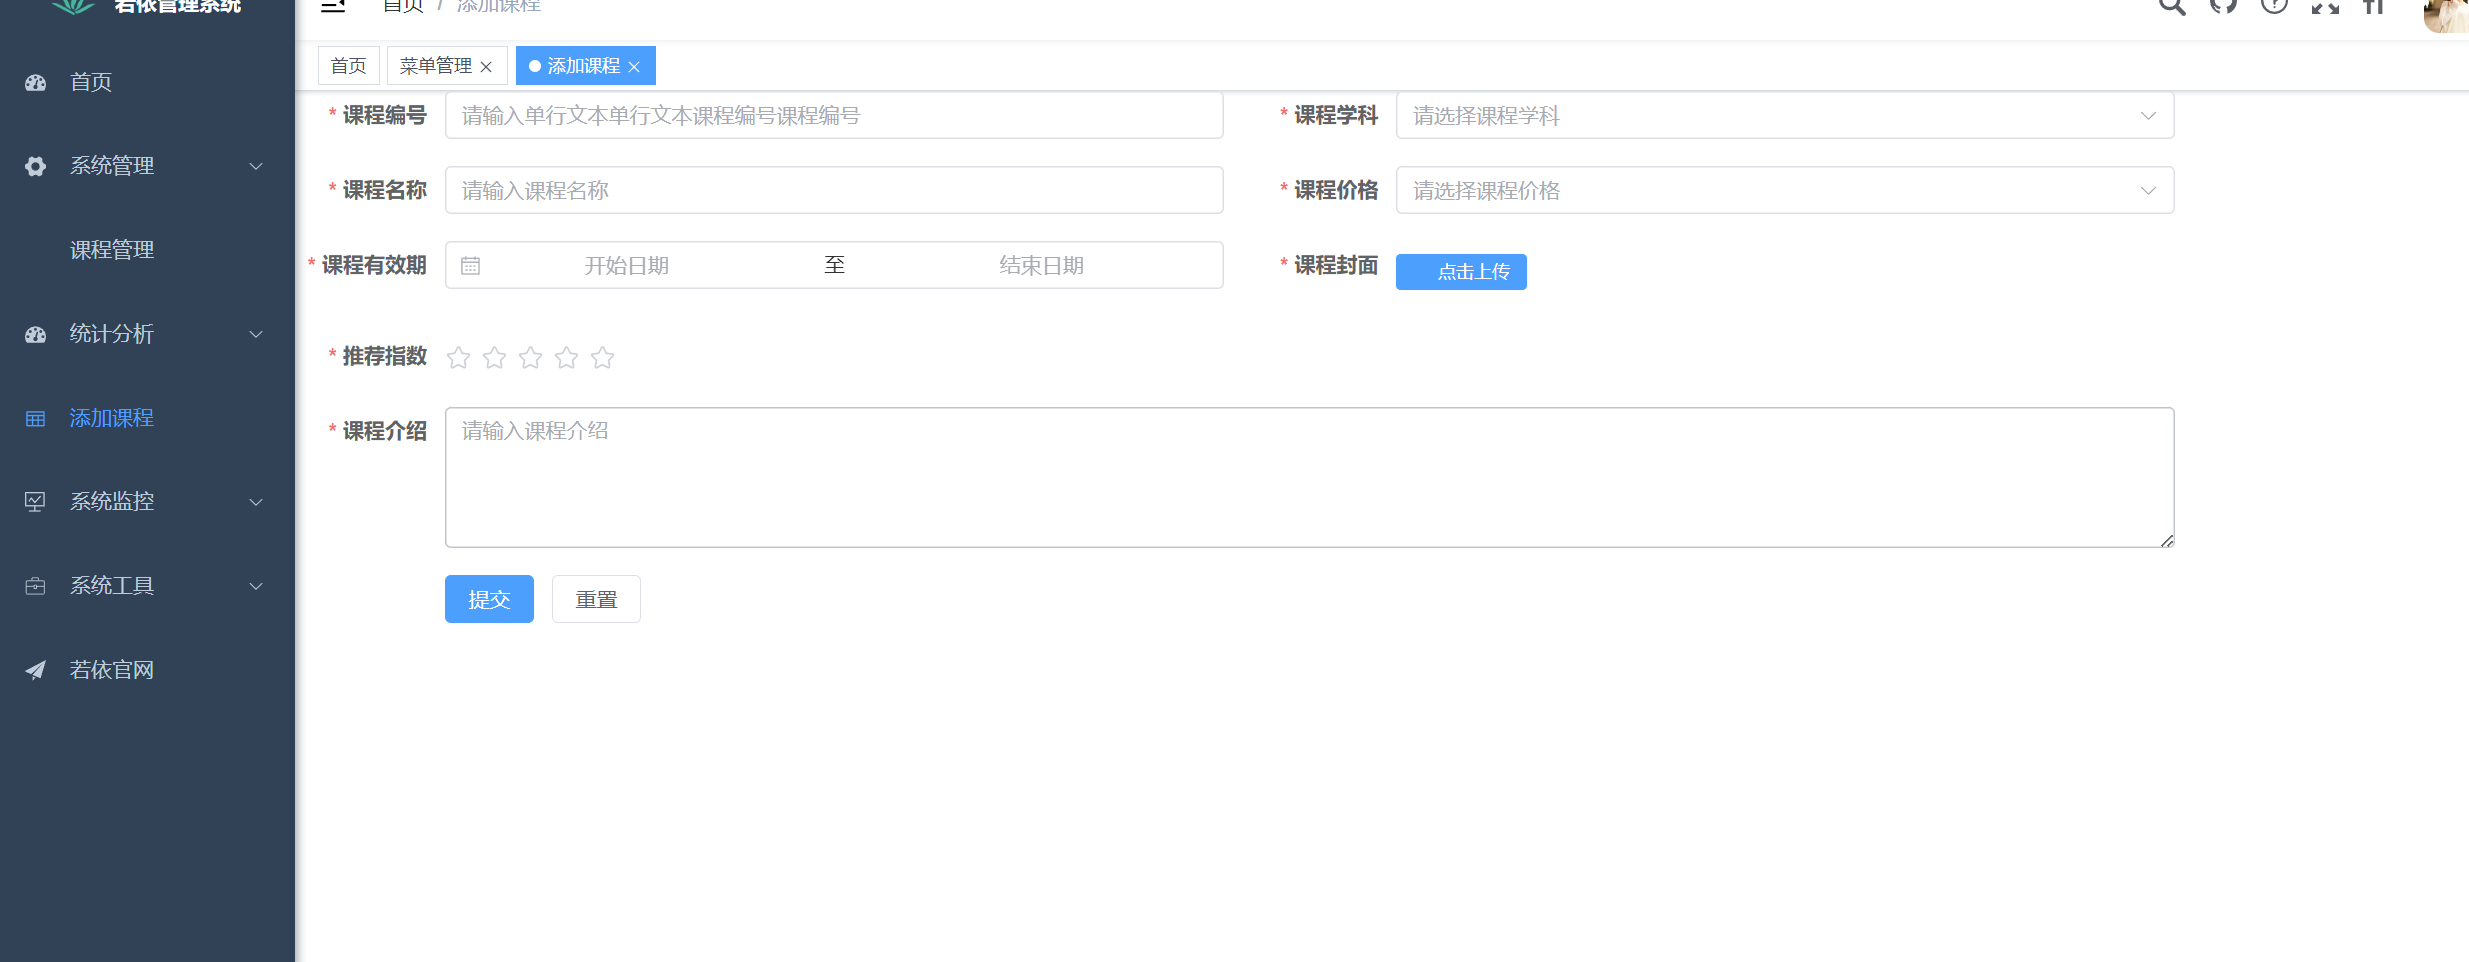 若依管理系统
首页 / 添加课程
首页
菜单管理
添加课程
首页
系统管理
课程管理
统计分析
添加课程
系统监控
系统工具
若依官网
* 课程编号 请输入单行文本单行文本课程编号课程编号
* 课程学科 请选择课程学科
* 课程名称 请输入课程名称
* 课程价格 请选择课程价格
* 课程有效期 开始日期 至 结束日期
* 课程封面 点击上传
* 推荐指数
* 课程介绍 请输入课程介绍
提交 重置